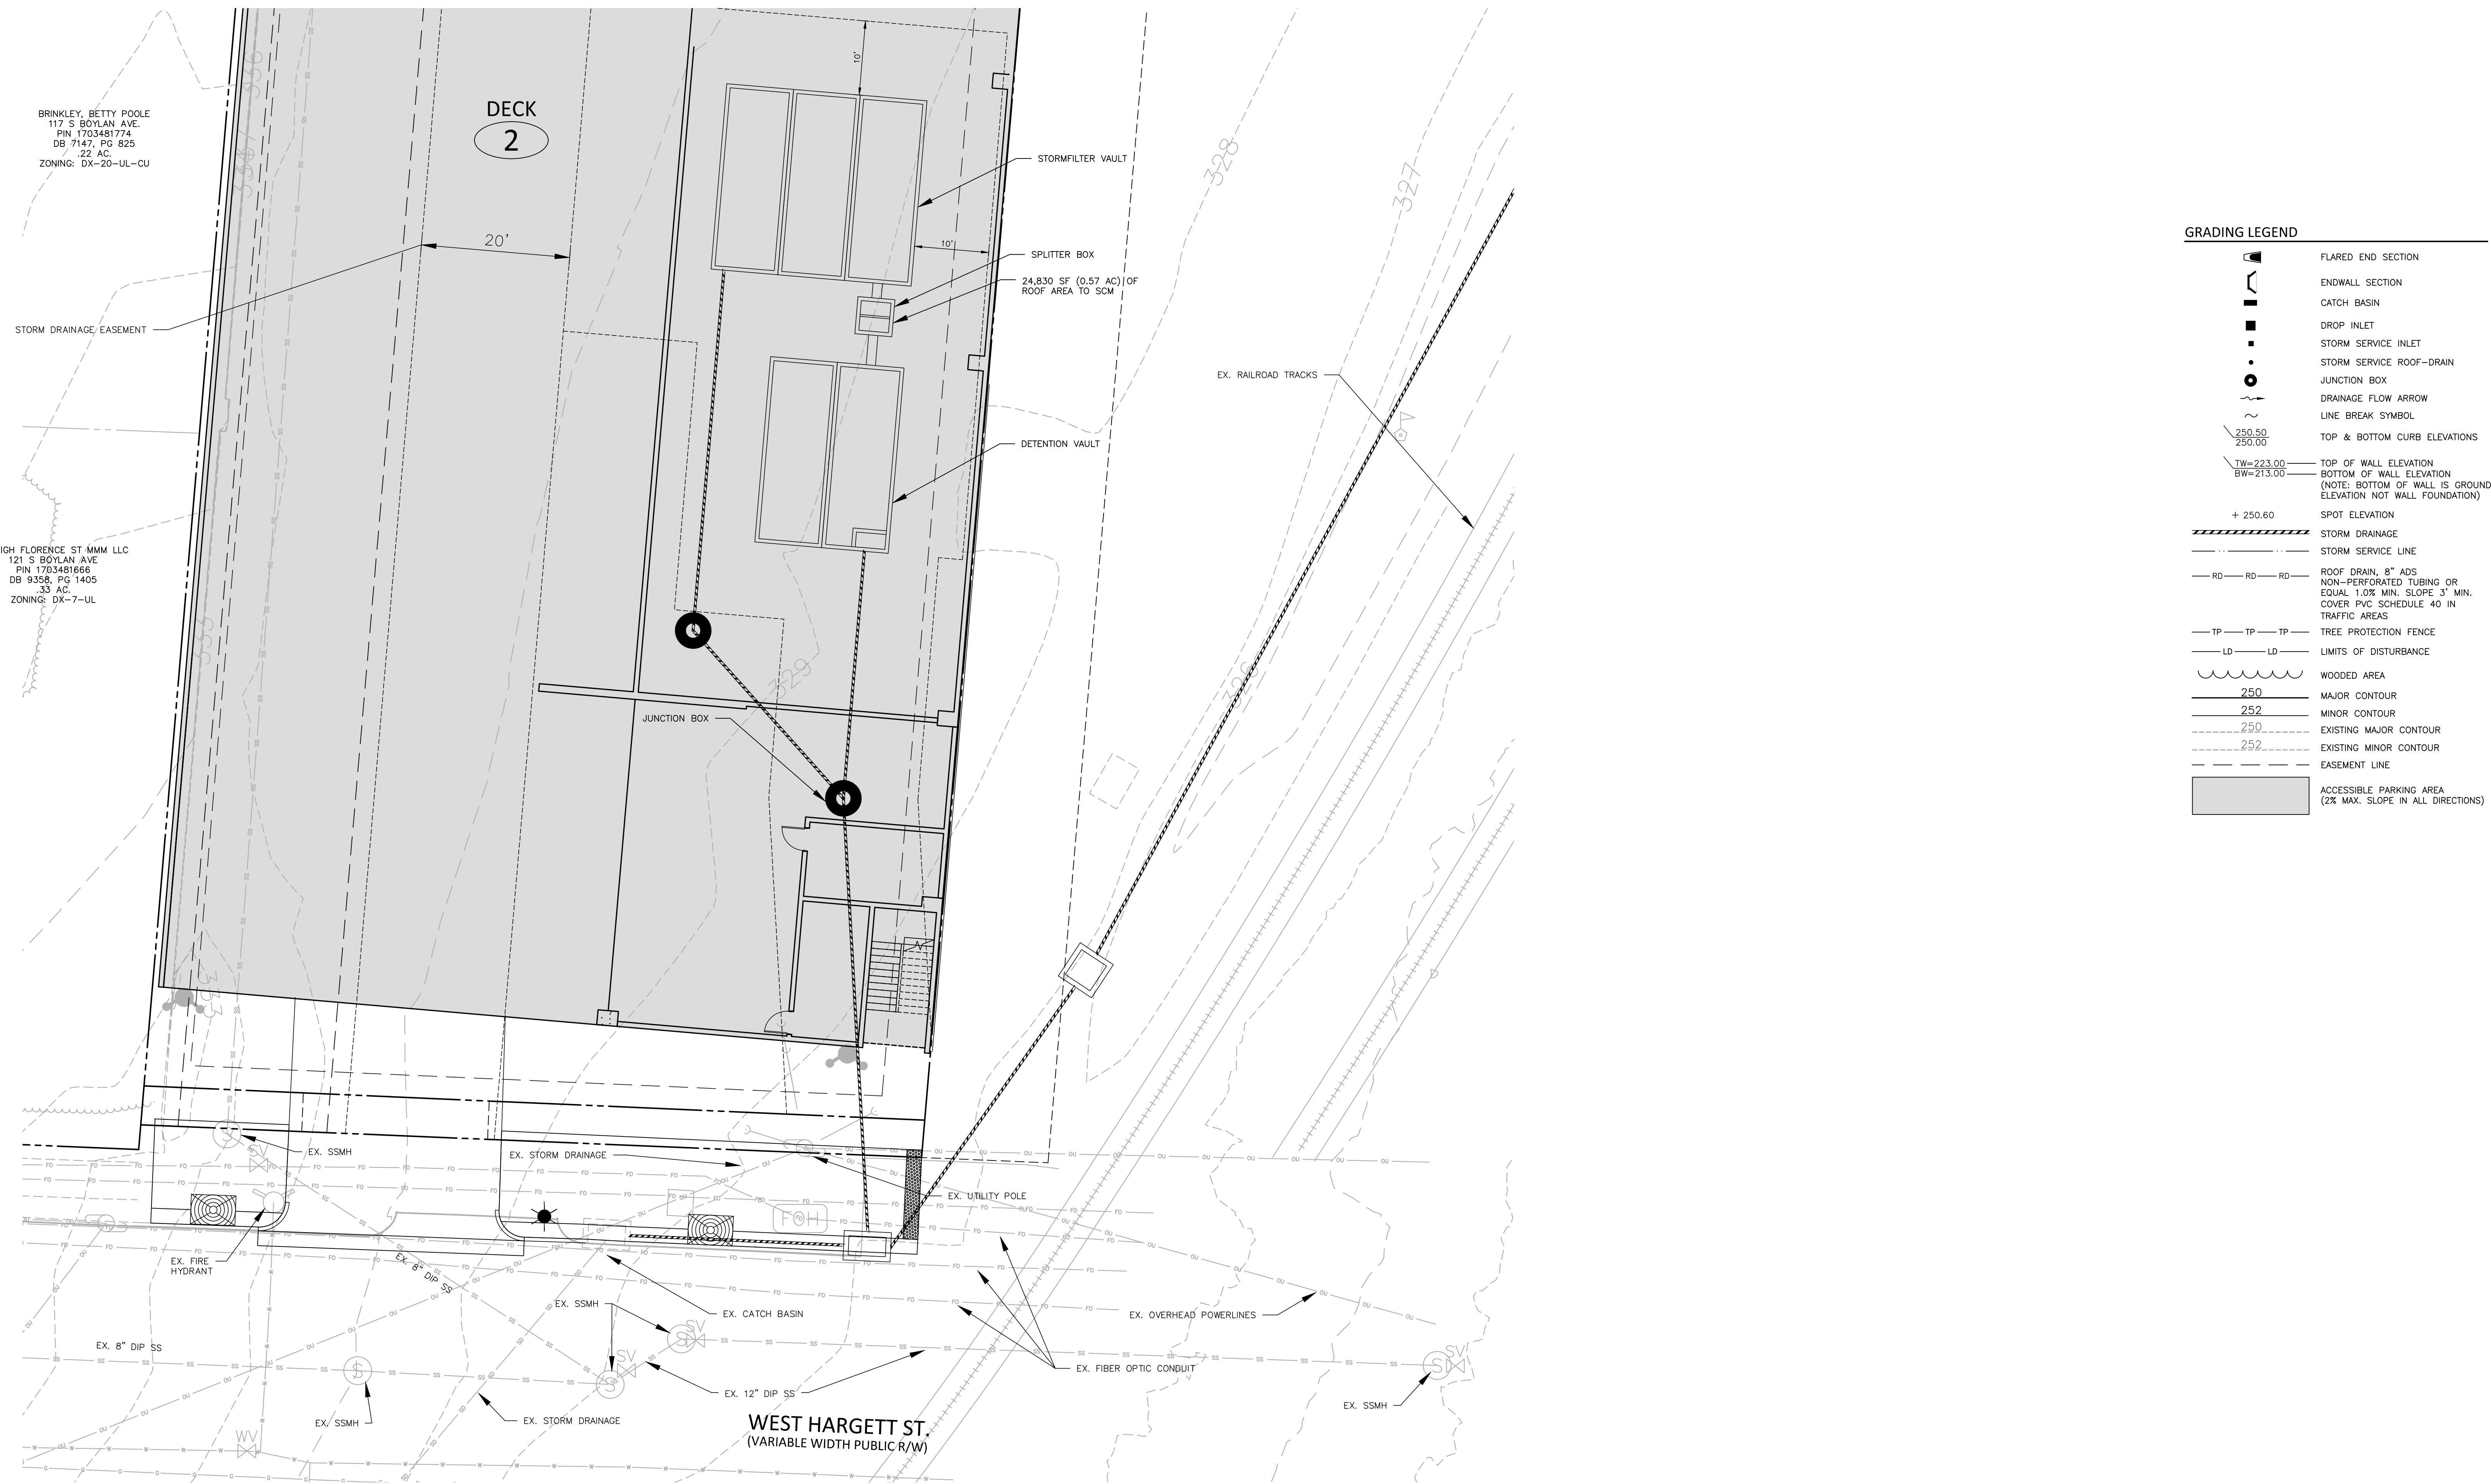 BRINKLEY, BETTY POOLE
117 S BOYLAN AVE.
PIN 1703481774
DB 7147, PG 825
.22 AC.
ZONING: DX-20-UL-CU
DECK
2
10'
STORMFILTER VAULT
328
327
20'
10'
SPLITTER BOX
24,830 SF (0.57 AC) OF
ROOF AREA TO SCM
STORM DRAINAGE EASEMENT
EX. RAILROAD TRACKS
DETENTION VAULT
IGH FLORENCE ST MMM LLC
121 S BOYLAN AVE
PIN 1703481666
DB 9358, PG 1405
.33 AC.
ZONING: DX-7-UL
329
326
JUNCTION BOX
EX. SSMH
EX. STORM DRAINAGE
EX. UTILITY POLE
FOH
EX. FIRE
HYDRANT
EX. 8" DIP SS
EX. SSMH
EX. CATCH BASIN
EX. OVERHEAD POWERLINES
EX. 8" DIP SS
EX. FIBER OPTIC CONDUIT
EX. 12" DIP SS
EX. SSMH
EX. STORM DRAINAGE
EX. SSMH
SV
SV
SV
SV
WV
WEST HARGETT ST.
(VARIABLE WIDTH PUBLIC R/W)
GRADING LEGEND
FLARED END SECTION
ENDWALL SECTION
CATCH BASIN
DROP INLET
STORM SERVICE INLET
STORM SERVICE ROOF-DRAIN
JUNCTION BOX
DRAINAGE FLOW ARROW
LINE BREAK SYMBOL
250.50
250.00
TOP & BOTTOM CURB ELEVATIONS
TW=223.00 TOP OF WALL ELEVATION
BW=213.00 BOTTOM OF WALL ELEVATION
(NOTE: BOTTOM OF WALL IS GROUND
ELEVATION NOT WALL FOUNDATION)
+ 250.60 SPOT ELEVATION
STORM DRAINAGE
STORM SERVICE LINE
RD RD RD ROOF DRAIN, 8" ADS
NON-PERFORATED TUBING OR
EQUAL 1.0% MIN. SLOPE 3' MIN.
COVER PVC SCHEDULE 40 IN
TRAFFIC AREAS
TP TP TP TREE PROTECTION FENCE
LD LD LIMITS OF DISTURBANCE
WOODED AREA
250 MAJOR CONTOUR
252 MINOR CONTOUR
250 EXISTING MAJOR CONTOUR
252 EXISTING MINOR CONTOUR
EASEMENT LINE
ACCESSIBLE PARKING AREA
(2% MAX. SLOPE IN ALL DIRECTIONS)